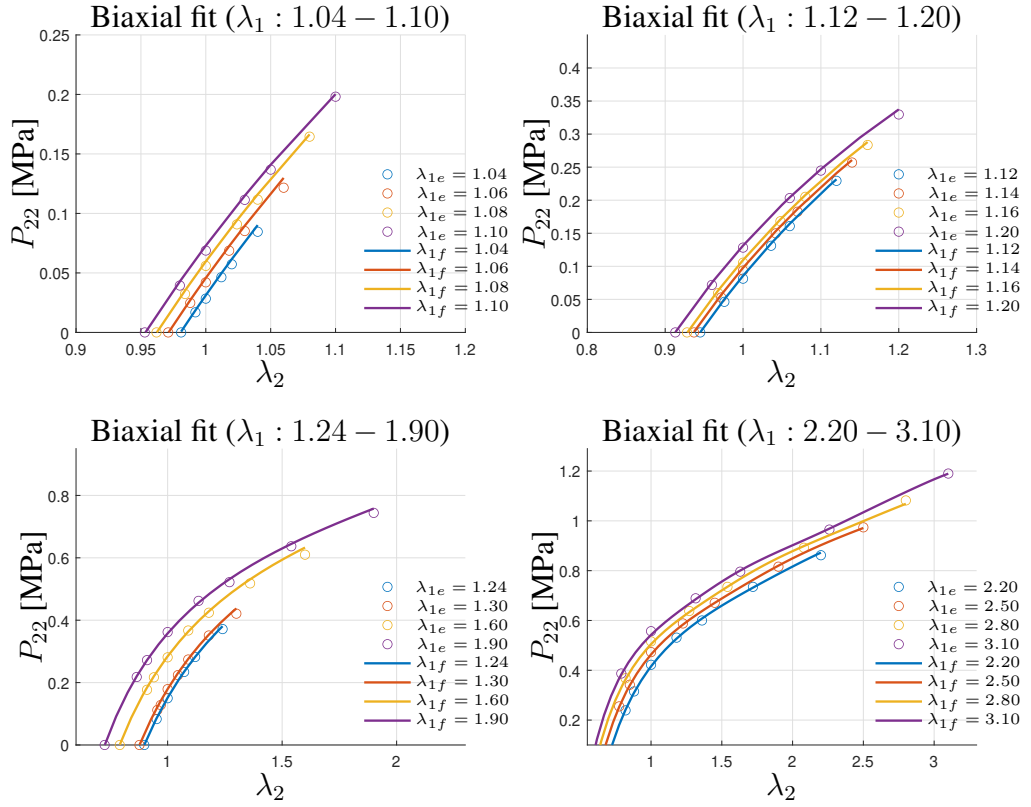 Biaxial fit (λ₁ : 1.04 − 1.10)
0.25
0.2
0.15
0.1
0.05
0
P₂₂ [MPa]
λ₁ₑ = 1.04
λ₁ₑ = 1.06
λ₁ₑ = 1.08
λ₁ₑ = 1.10
λ₁f = 1.04
λ₁f = 1.06
λ₁f = 1.08
λ₁f = 1.10
0.9 0.95 1 1.05 1.1 1.15 1.2
λ₂
Biaxial fit (λ₁ : 1.12 − 1.20)
0.4
0.35
0.3
0.25
0.2
0.15
0.1
0.05
0
P₂₂ [MPa]
λ₁ₑ = 1.12
λ₁ₑ = 1.14
λ₁ₑ = 1.16
λ₁ₑ = 1.20
λ₁f = 1.12
λ₁f = 1.14
λ₁f = 1.16
λ₁f = 1.20
0.8 0.9 1 1.1 1.2 1.3
λ₂
Biaxial fit (λ₁ : 1.24 − 1.90)
0.8
0.6
0.4
0.2
0
P₂₂ [MPa]
λ₁ₑ = 1.24
λ₁ₑ = 1.30
λ₁ₑ = 1.60
λ₁ₑ = 1.90
λ₁f = 1.24
λ₁f = 1.30
λ₁f = 1.60
λ₁f = 1.90
1 1.5 2
λ₂
Biaxial fit (λ₁ : 2.20 − 3.10)
1.2
1
0.8
0.6
0.4
0.2
P₂₂ [MPa]
λ₁ₑ = 2.20
λ₁ₑ = 2.50
λ₁ₑ = 2.80
λ₁ₑ = 3.10
λ₁f = 2.20
λ₁f = 2.50
λ₁f = 2.80
λ₁f = 3.10
1 1.5 2 2.5 3
λ₂